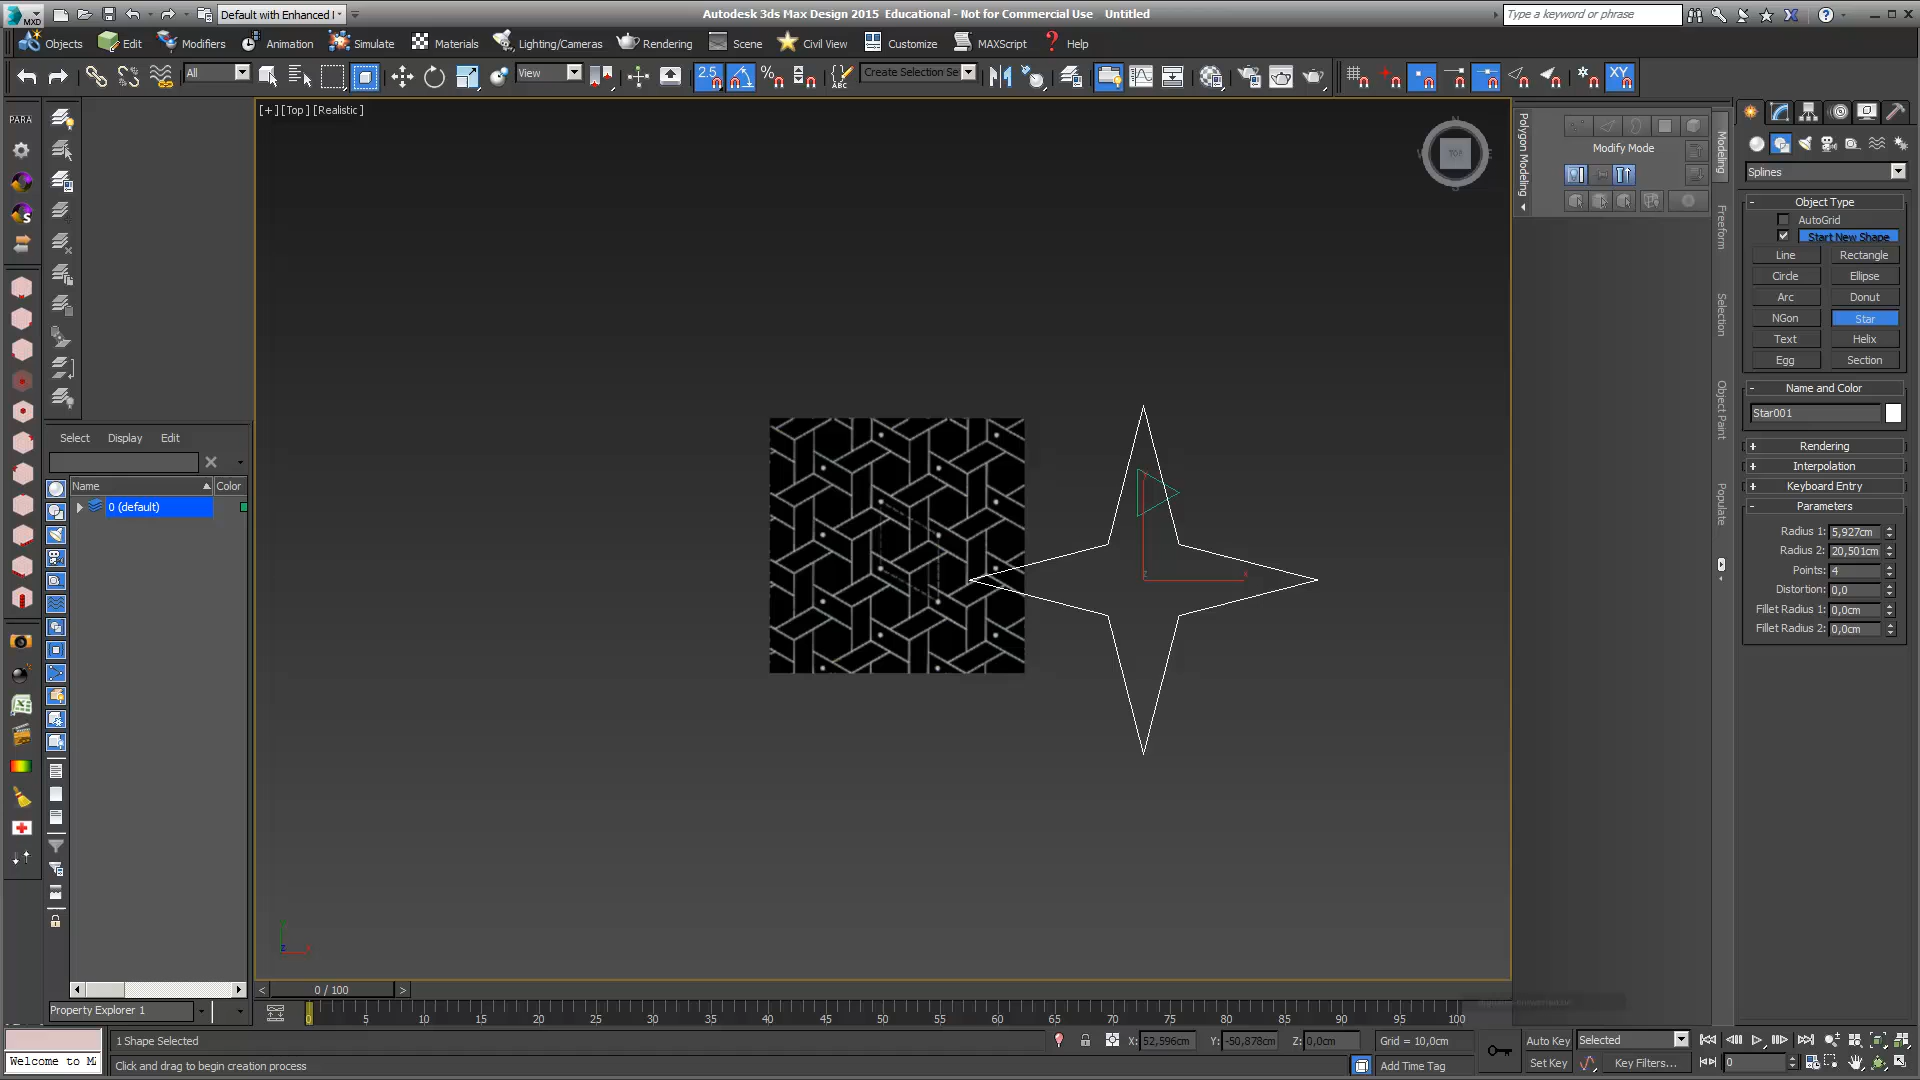 MXD
Default with Enhanced
Autodesk 3ds Max Design 2015 Educational - Not for Commercial Use Untitled
Type a keyword or phrase
Objects Edit Modifiers Animation Simulate Materials Lighting/Cameras Rendering Scene Civil View Customize MAXScript Help
All View 2.5 % ABC Create Selection Se XY
PARA
[+] [Top] [Realistic]
N
W TOP E
Polygon Modeling
Modify Mode
Modeling
Freeform
Selection
Object Paint
Populate
Splines
- Object Type
AutoGrid
Start New Shape
Line Rectangle
Circle Ellipse
Arc Donut
NGon Star
Text Helix
Egg Section
- Name and Color
Star001
+ Rendering
+ Interpolation
+ Keyboard Entry
- Parameters
Radius 1: 5,927cm
Radius 2: 20,501cm
Points: 4
Distortion: 0,0
Fillet Radius 1: 0,0cm
Fillet Radius 2: 0,0cm
Select Display Edit
Name Color
0 (default)
x
z
Property Explorer 1
< 0 / 100 >
0 5 10 15 20 25 30 35 40 45 50 55 60 65 70 75 80 85 90 95 100
1 Shape Selected
X: 52,596cm Y: -50,878cm Z: 0,0cm Grid = 10,0cm
Auto Key Selected
Welcome to M
Click and drag to begin creation process
Add Time Tag
Set Key Key Filters... 0